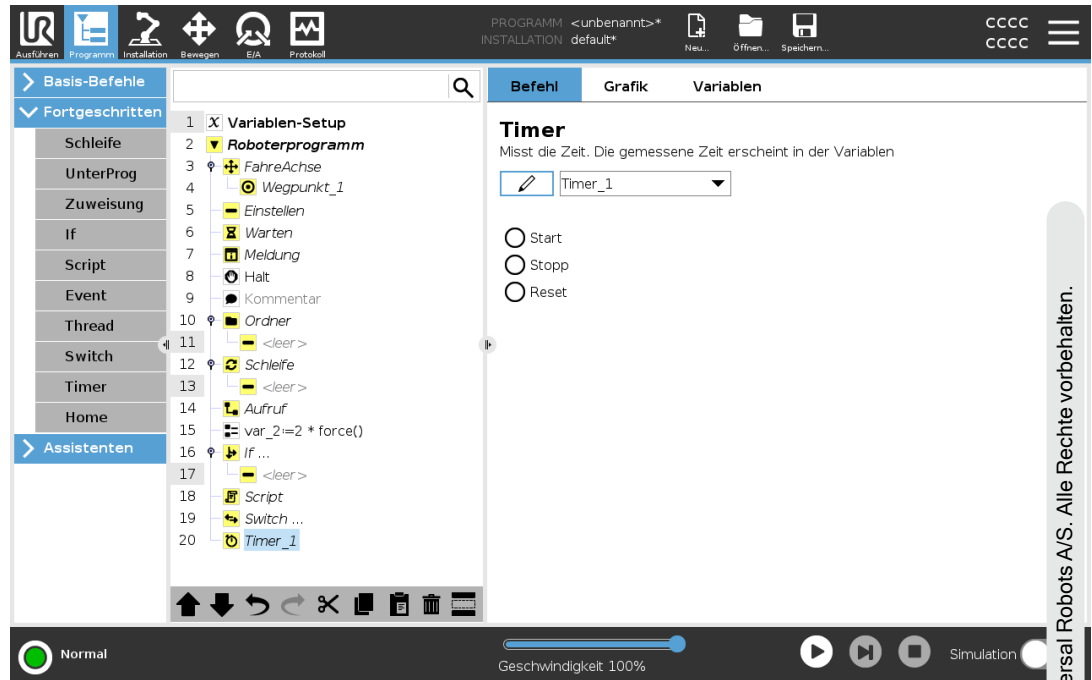 PROGRAMM <unbenannt>*
INSTALLATION default*
Ausführen Programm Installation Bewegen E/A Protokoll
Neu... Öffnen... Speichern...
CCCC
CCCC
Basis-Befehle
Fortgeschritten
Schleife
UnterProg
Zuweisung
If
Script
Event
Thread
Switch
Timer
Home
Assistenten
1 X Variablen-Setup
2 Roboterprogramm
3 FahreAchse
4 Wegpunkt_1
5 Einstellen
6 Warten
7 Meldung
8 Halt
9 Kommentar
10 Ordner
11 <leer>
12 Schleife
13 <leer>
14 Aufruf
15 var_2:=2 * force()
16 If ...
17 <leer>
18 Script
19 Switch ...
20 Timer_1
Befehl Grafik Variablen
Timer
Misst die Zeit. Die gemessene Zeit erscheint in der Variablen
Timer_1
Start
Stopp
Reset
Normal
Geschwindigkeit 100%
Simulation
ersal Robots A/S. Alle Rechte vorbehalten.